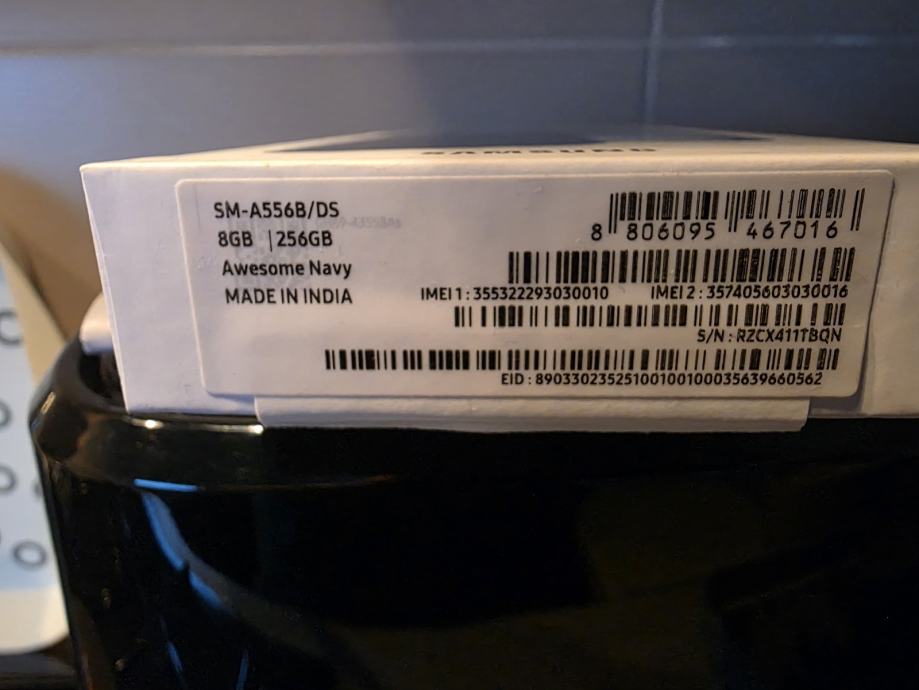 SAMSUNG
SM-A556B/DS
8GB | 256GB
Awesome Navy
MADE IN INDIA
8 806095 467016
IMEI 1 : 355322293030010 IMEI 2 : 357405603030016
S/N : RZCX411TBQN
EID : 89033023525100100100035639660562